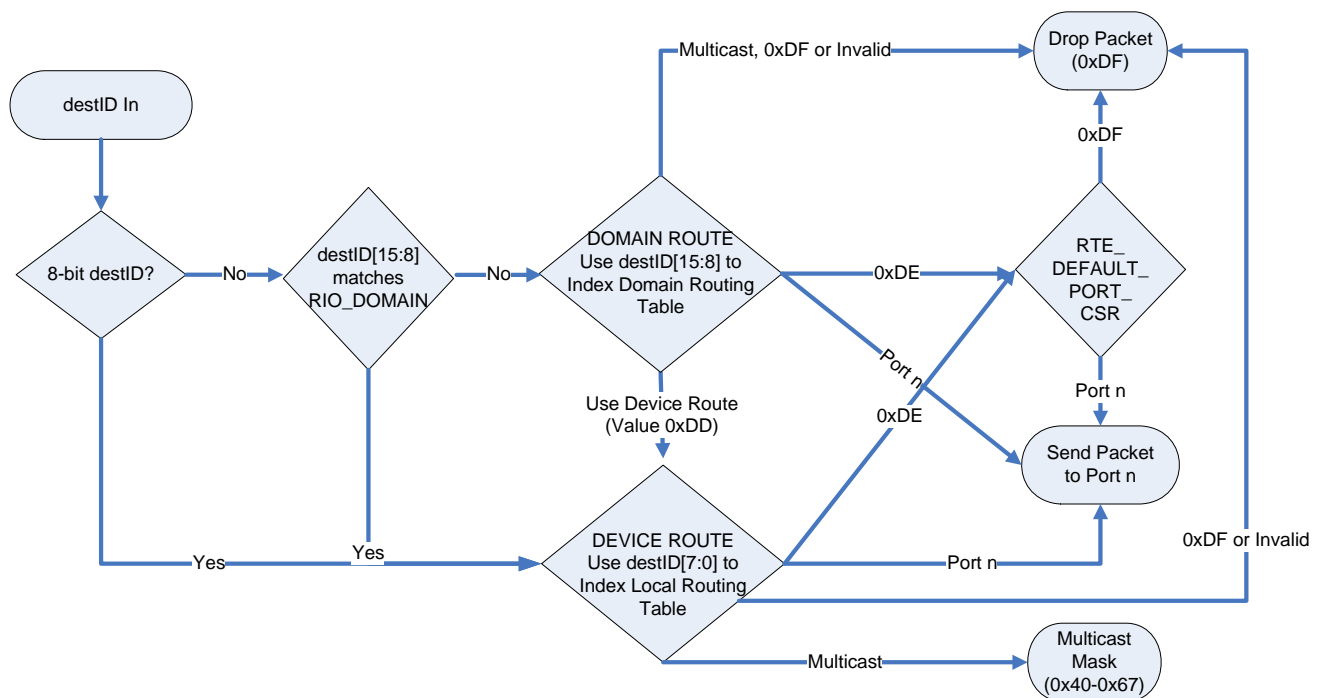 destID In
8-bit destID?
No
destID[15:8]
matches
RIO_DOMAIN
No
DOMAIN ROUTE
Use destID[15:8] to
Index Domain Routing
Table
Multicast, 0xDF or Invalid
Drop Packet
(0xDF)
0xDF
0xDE
RTE_
DEFAULT_
PORT_
CSR
Port n
Port n
Use Device Route
(Value 0xDD)
0xDE
Send Packet
to Port n
Yes
Yes
DEVICE ROUTE
Use destID[7:0] to
Index Local Routing
Table
Port n
0xDF or Invalid
Multicast
Multicast
Mask
(0x40-0x67)